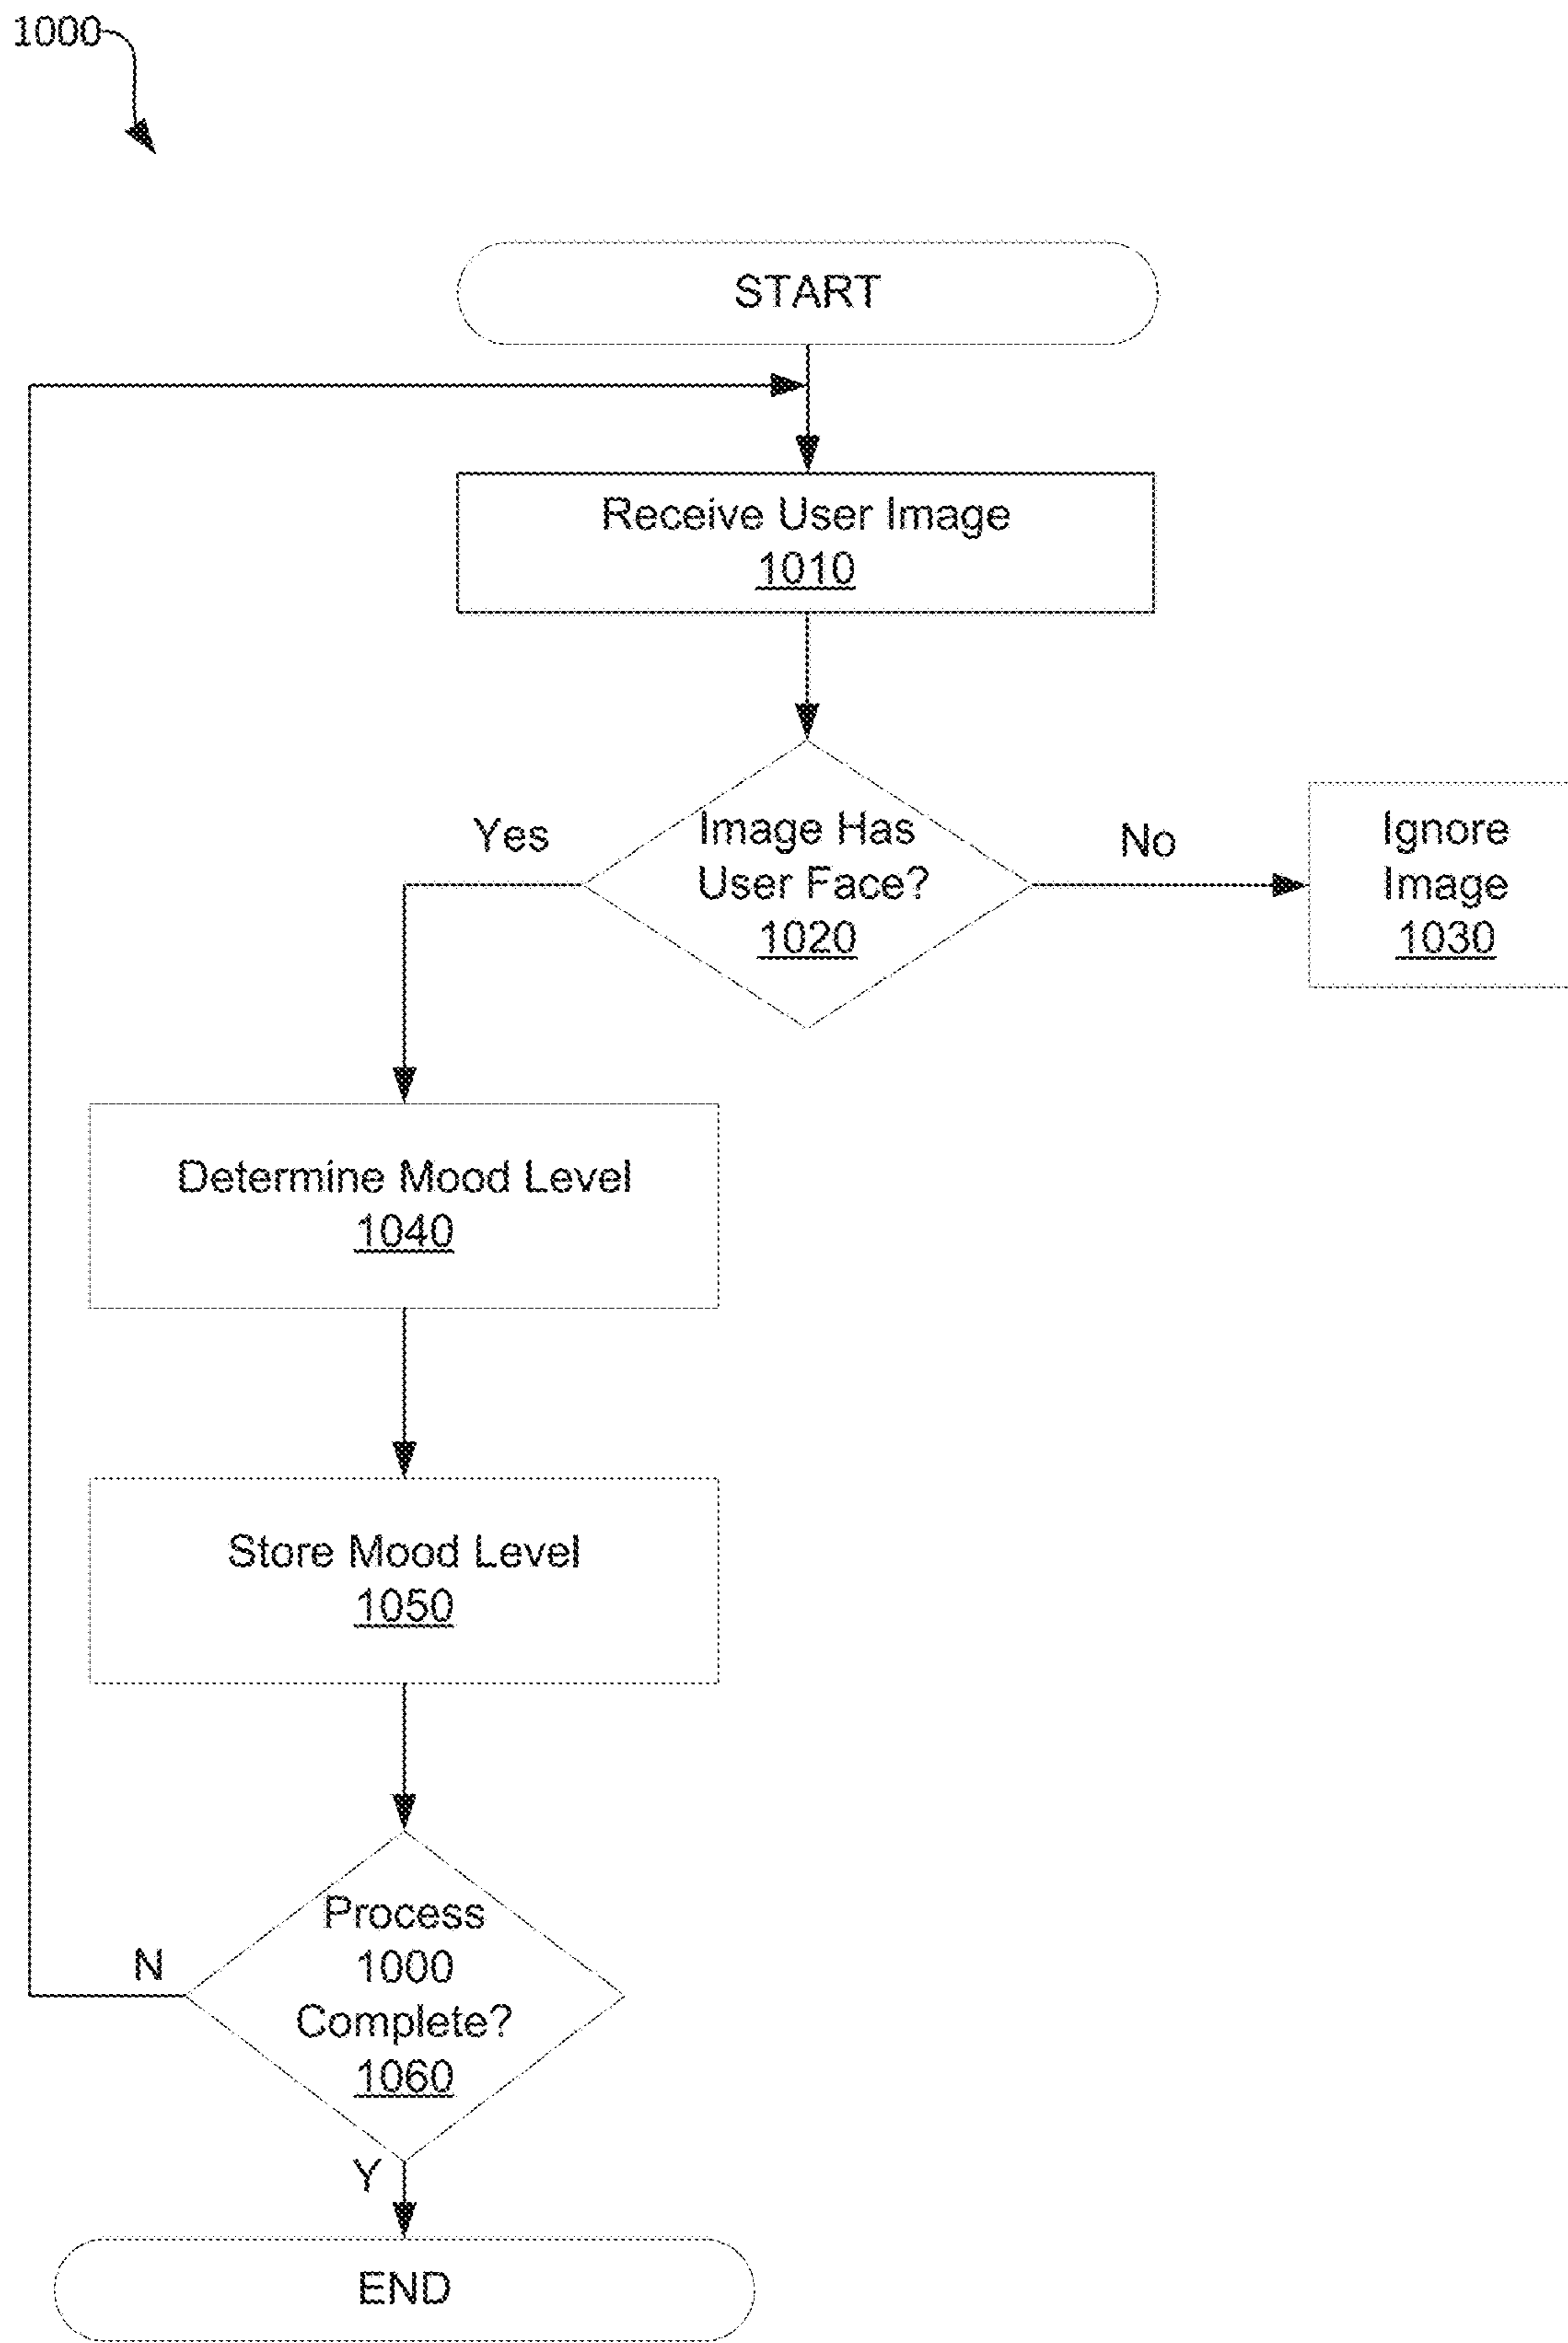 1000
START
Receive User Image
1010
Yes
Image Has
User Face?
1020
No
Ignore
Image
1030
Determine Mood Level
1040
Store Mood Level
1050
N
Process
1000
Complete?
1060
Y
END